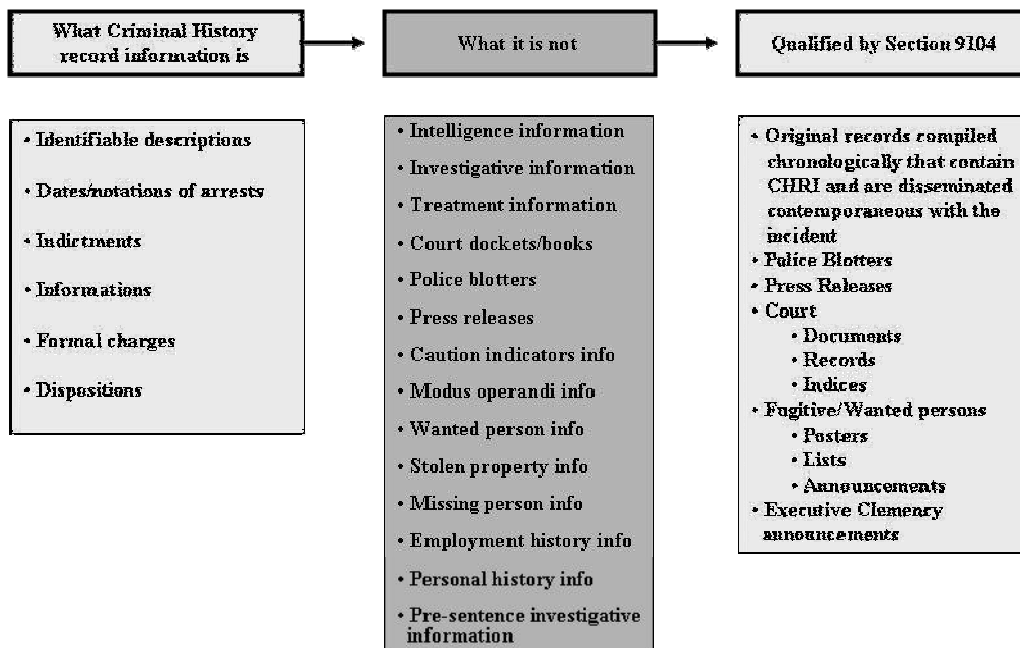 What Criminal History
record information is
What it is not
Qualified by Section 9104
• Identifiable descriptions
• Dates/notations of arrests
• Indictments
• Informations
• Formal charges
• Dispositions
• Intelligence information
• Investigative information
• Treatment information
• Court dockets/books
• Police blotters
• Press releases
• Caution indicators info
• Modus operandi info
• Wanted person info
• Stolen property info
• Missing person info
• Employment history info
• Personal history info
• Pre-sentence investigative
information
• Original records compiled
chronologically that contain
CHRI and are disseminated
contemporaneous with the
incident
• Police Blotters
• Press Releases
• Court
• Documents
• Records
• Indices
• Fugitive/Wanted persons
• Posters
• Lists
• Announcements
• Executive Clemency
announcements